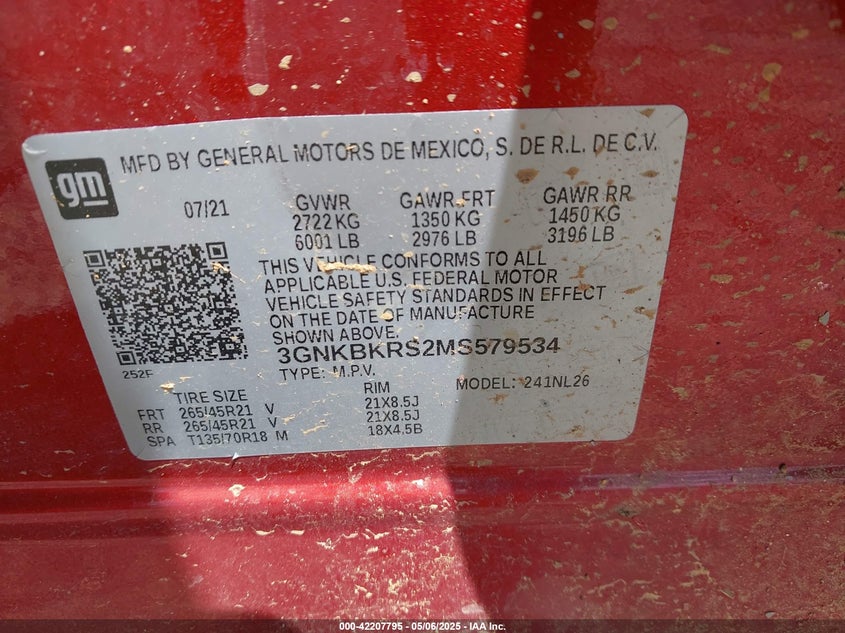 gm
MFD BY GENERAL MOTORS DE MEXICO, S. DE R.L. DE C.V.
07/21
GVWR GAWR FRT GAWR RR
2722 KG 1350 KG 1450 KG
6001 LB 2976 LB 3196 LB
THIS VEHICLE CONFORMS TO ALL
APPLICABLE U.S. FEDERAL MOTOR
VEHICLE SAFETY STANDARDS IN EFFECT
ON THE DATE OF MANUFACTURE
SHOWN ABOVE.
3GNKBKRS2MS579534
252F
TYPE: M.P.V. MODEL: 241NL26
TIRE SIZE RIM
FRT 265/45R21 V 21X8.5J
RR 265/45R21 V 21X8.5J
SPA T135/70R18 M 18X4.5B
000-42207795 - 05/06/2025 - IAA Inc.